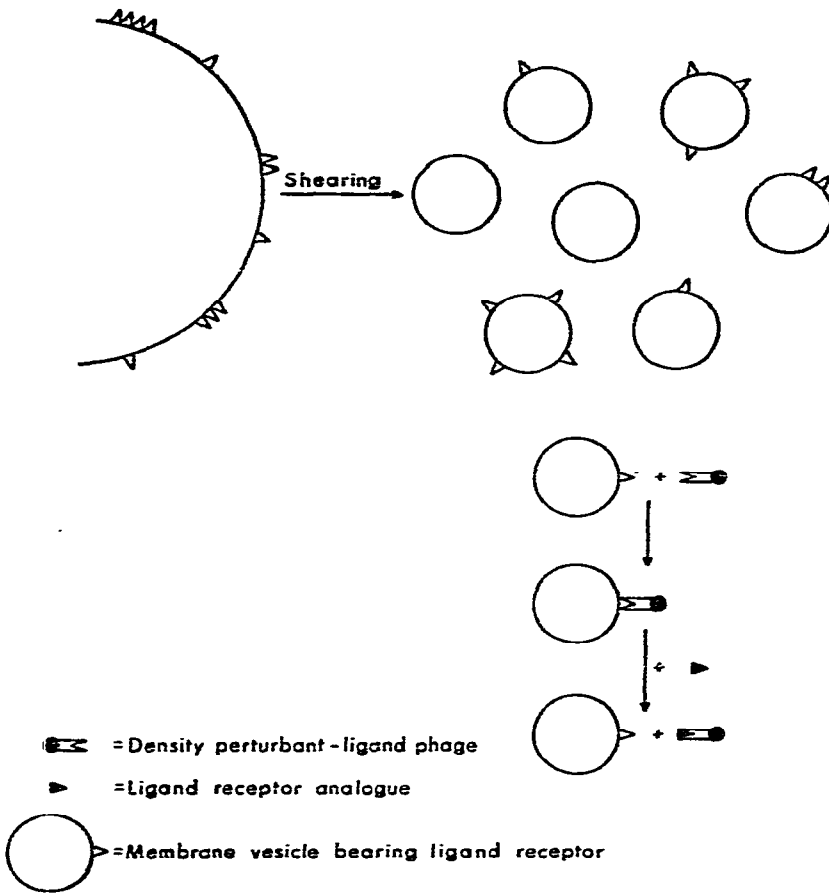 Shearing
+
+
+
=Density perturbant-ligand phage
=Ligand receptor analogue
=Membrane vesicle bearing ligand receptor